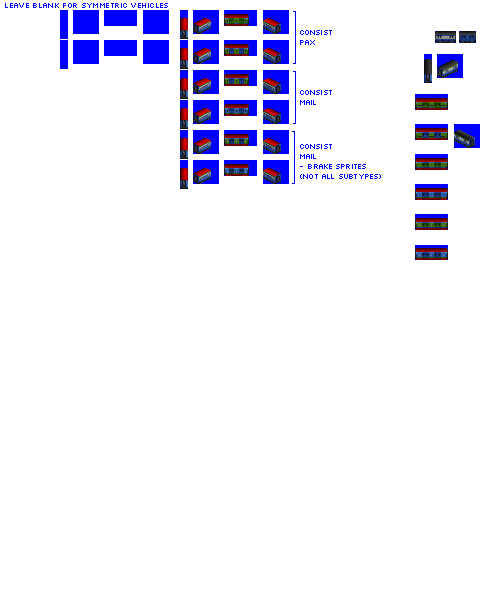 LEAVE BLANK FOR SYMMETRIC VEHICLES
CONSIST
PAX
CONSIST
MAIL
CONSIST
MAIL
- BRAKE SPRITES
(NOT ALL SUBTYPES)